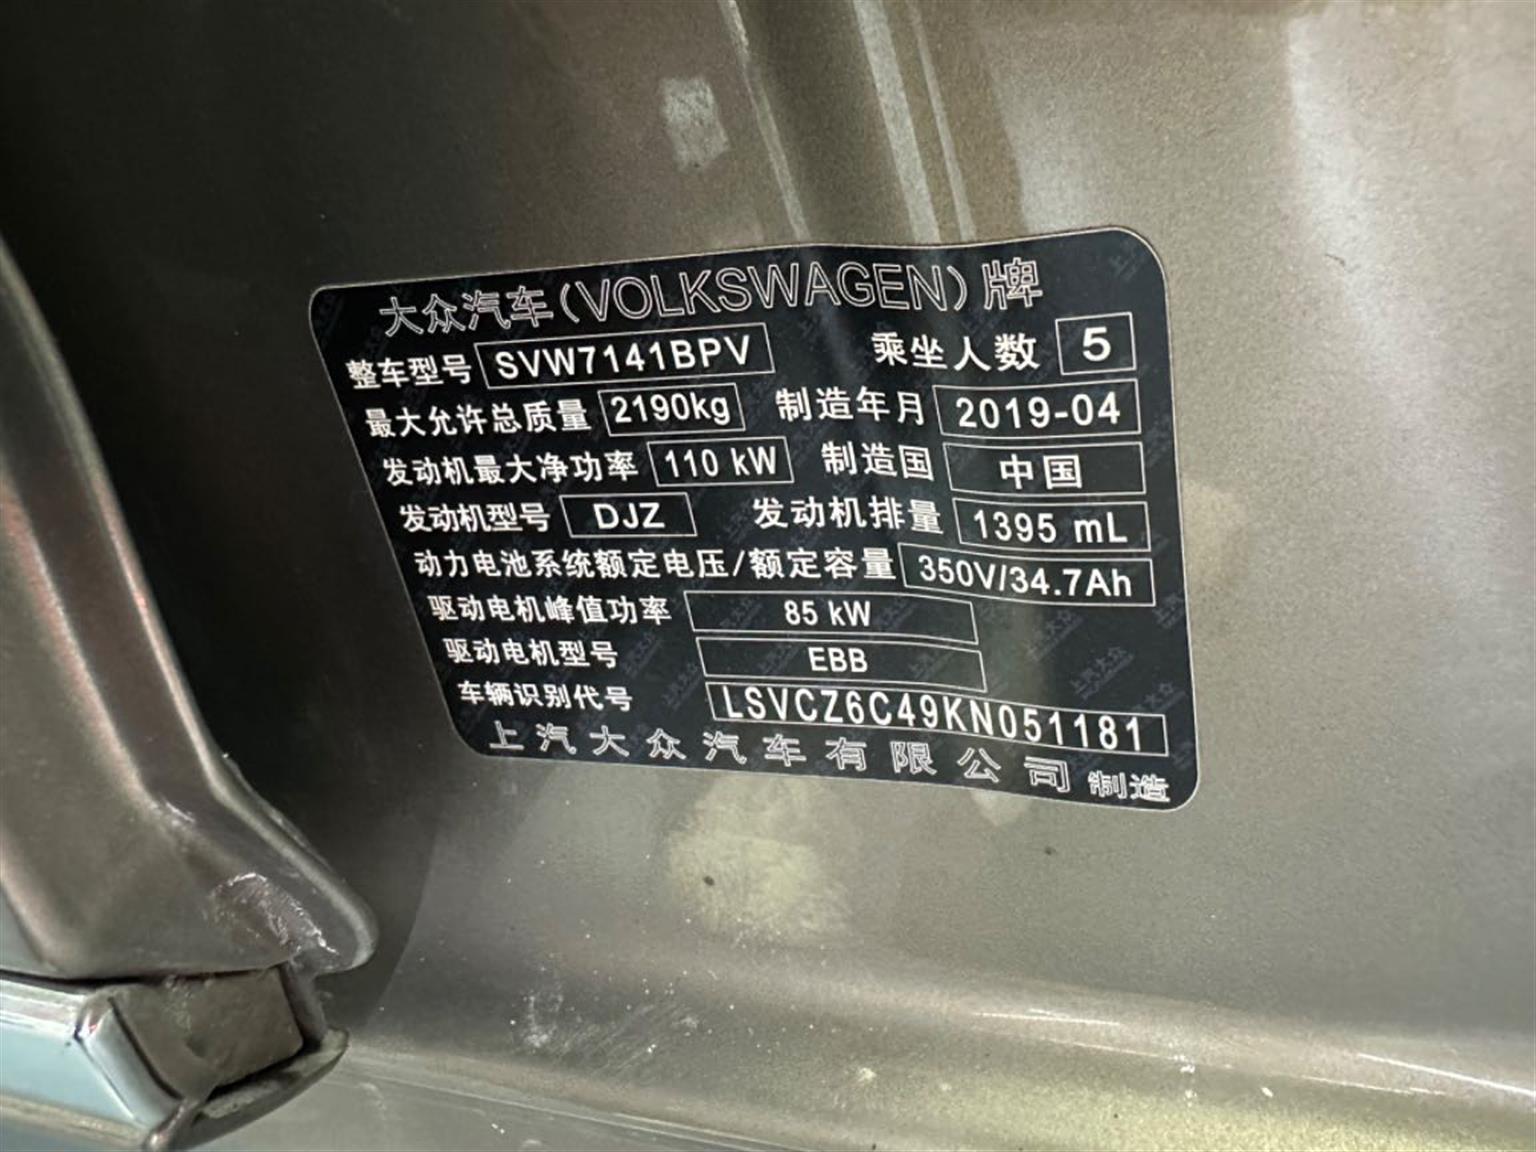 大众汽车(VOLKSWAGEN)牌
整车型号 SVW7141BPV 乘坐人数 5
最大允许总质量 2190kg 制造年月 2019-04
发动机最大净功率 110 kW 制造国 中国
发动机型号 DJZ 发动机排量 1395 mL
动力电池系统额定电压/额定容量 350V/34.7Ah
驱动电机峰值功率 85 kW
驱动电机型号 EBB
车辆识别代号 LSVCZ6C49KN051181
上汽大众汽车有限公司 制造